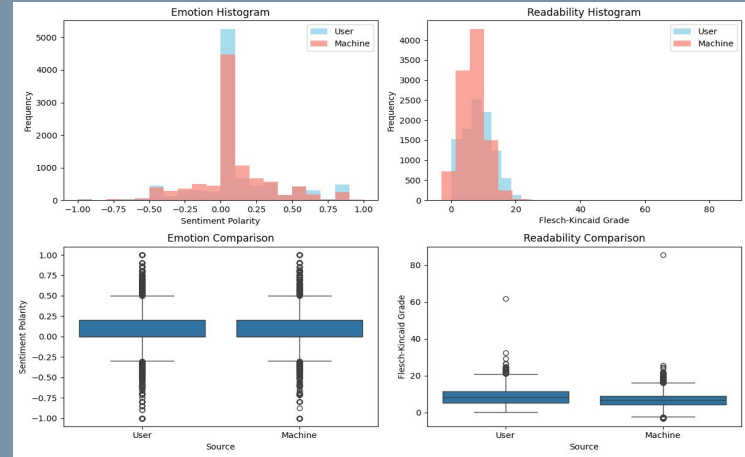 Emotion Histogram
User
Machine
5000
4000
3000
2000
1000
0
Frequency
-1.00 -0.75 -0.50 -0.25 0.00 0.25 0.50 0.75 1.00
Sentiment Polarity
Readability Histogram
User
Machine
4000
3500
3000
2500
2000
1500
1000
500
0
Frequency
0 20 40 60 80
Flesch-Kincaid Grade
Emotion Comparison
1.00
0.75
0.50
0.25
0.00
-0.25
-0.50
-0.75
-1.00
Sentiment Polarity
User Machine
Source
Readability Comparison
80
60
40
20
0
Flesch-Kincaid Grade
User Machine
Source